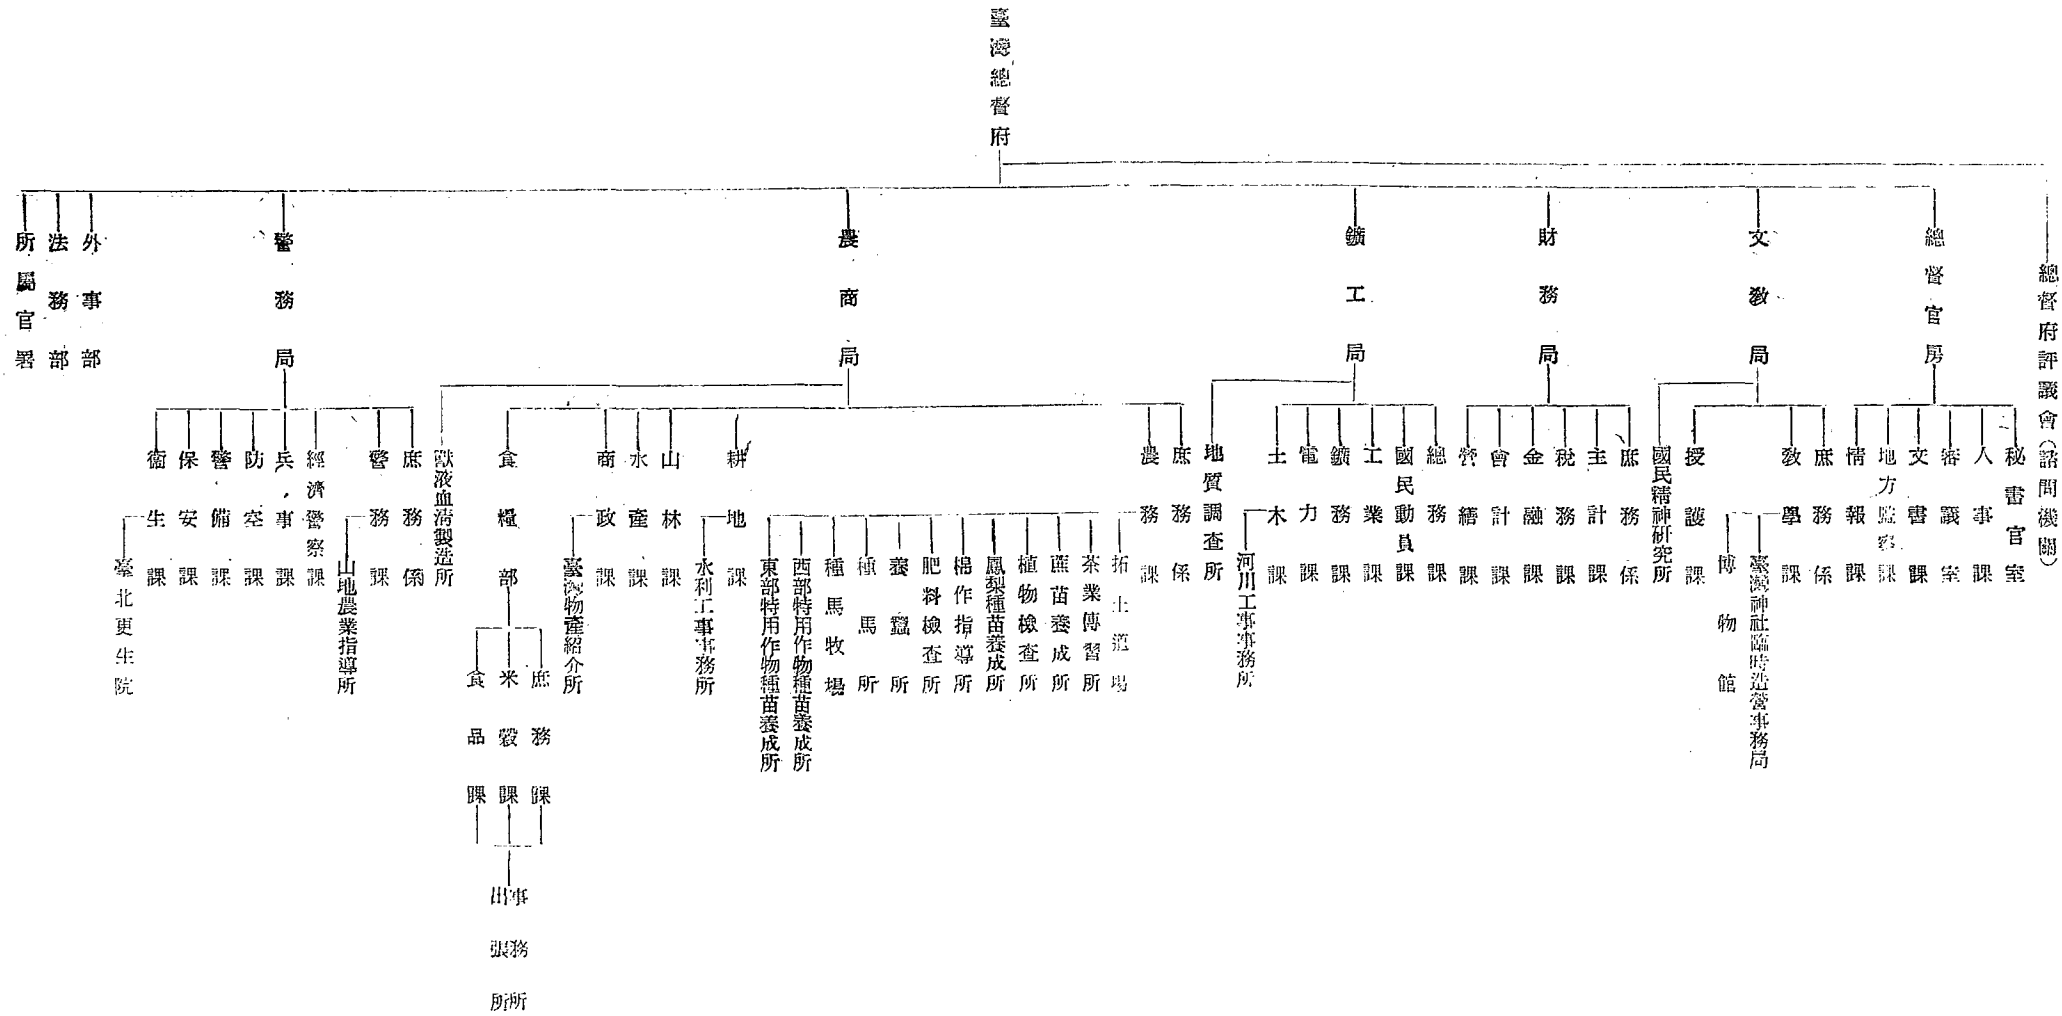 臺灣總督府
總督府評議會(諮問機關)
總督官房
文教局
財務局
鑛工局
農商局
警務局
外事部
法務部
所屬官署
秘書官室
人事課
審議室
文書課
地方監察課
情報課
庶務係
教學課
臺灣神社臨時造營事務局
博物館
授護課
國民精神硏究所
庶務係
主計課
稅務課
金融課
會計課
營繕課
總務課
國民動員課
工業課
鑛務課
電力課
土木課
河川工事事務所
地質調査所
庶務係
農務課
拓士道場
茶業傳習所
蔗苗養成所
植物檢査所
鳳梨種苗養成所
棉作指導所
肥料檢査所
養蠶所
種馬所
種馬牧場
西部特用作物種苗養成所
東部特用作物種苗養成所
耕地課
水利工事事務所
山林課
水產課
商政課
臺灣物產紹介所
食糧部
庶務課
米穀課
食品課
事務所
出張所
獸液血淸製造所
庶務係
警務課
山地農業指導所
經濟警察課
兵事課
防空課
警備課
保安課
衞生課
臺北更生院